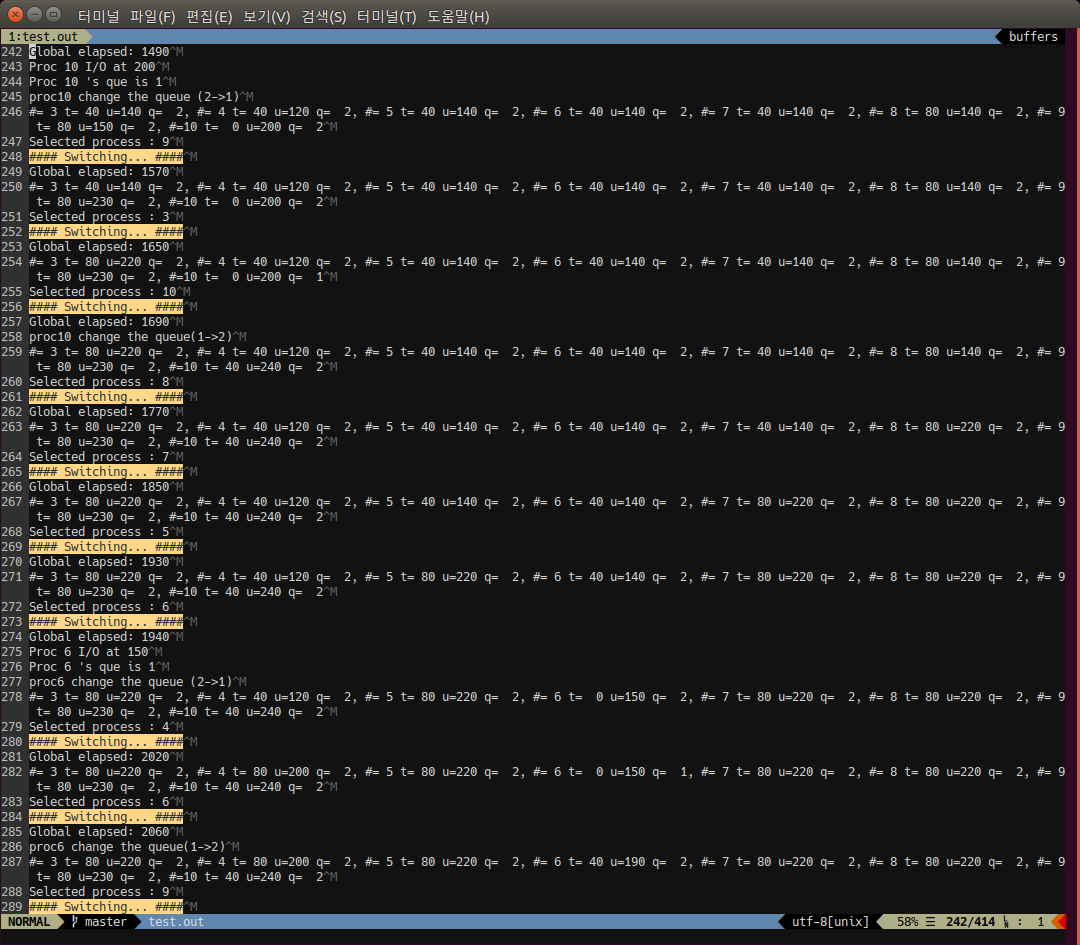 터미널 파일(F) 편집(E) 보기(V) 검색(S) 터미널(T) 도움말(H)
1:test.out buffers
242 Global elapsed: 1490^M
243 Proc 10 I/O at 200^M
244 Proc 10 's que is 1^M
245 proc10 change the queue (2->1)^M
246 #= 3 t= 40 u=140 q=  2, #= 4 t= 40 u=120 q=  2, #= 5 t= 40 u=140 q=  2, #= 6 t= 40 u=140 q=  2, #= 7 t= 40 u=140 q=  2, #= 8 t= 80 u=140 q=  2, #= 9
t= 80 u=150 q=  2, #=10 t=  0 u=200 q=  2^M
247 Selected process : 9^M
248 #### Switching... ####^M
249 Global elapsed: 1570^M
250 #= 3 t= 40 u=140 q=  2, #= 4 t= 40 u=120 q=  2, #= 5 t= 40 u=140 q=  2, #= 6 t= 40 u=140 q=  2, #= 7 t= 40 u=140 q=  2, #= 8 t= 80 u=140 q=  2, #= 9
t= 80 u=230 q=  2, #=10 t=  0 u=200 q=  2^M
251 Selected process : 3^M
252 #### Switching... ####^M
253 Global elapsed: 1650^M
254 #= 3 t= 80 u=220 q=  2, #= 4 t= 40 u=120 q=  2, #= 5 t= 40 u=140 q=  2, #= 6 t= 40 u=140 q=  2, #= 7 t= 40 u=140 q=  2, #= 8 t= 80 u=140 q=  2, #= 9
t= 80 u=230 q=  2, #=10 t=  0 u=200 q=  1^M
255 Selected process : 10^M
256 #### Switching... ####^M
257 Global elapsed: 1690^M
258 proc10 change the queue(1->2)^M
259 #= 3 t= 80 u=220 q=  2, #= 4 t= 40 u=120 q=  2, #= 5 t= 40 u=140 q=  2, #= 6 t= 40 u=140 q=  2, #= 7 t= 40 u=140 q=  2, #= 8 t= 80 u=140 q=  2, #= 9
t= 80 u=230 q=  2, #=10 t= 40 u=240 q=  2^M
260 Selected process : 8^M
261 #### Switching... ####^M
262 Global elapsed: 1770^M
263 #= 3 t= 80 u=220 q=  2, #= 4 t= 40 u=120 q=  2, #= 5 t= 40 u=140 q=  2, #= 6 t= 40 u=140 q=  2, #= 7 t= 40 u=140 q=  2, #= 8 t= 80 u=220 q=  2, #= 9
t= 80 u=230 q=  2, #=10 t= 40 u=240 q=  2^M
264 Selected process : 7^M
265 #### Switching... ####^M
266 Global elapsed: 1850^M
267 #= 3 t= 80 u=220 q=  2, #= 4 t= 40 u=120 q=  2, #= 5 t= 40 u=140 q=  2, #= 6 t= 40 u=140 q=  2, #= 7 t= 80 u=220 q=  2, #= 8 t= 80 u=220 q=  2, #= 9
t= 80 u=230 q=  2, #=10 t= 40 u=240 q=  2^M
268 Selected process : 5^M
269 #### Switching... ####^M
270 Global elapsed: 1930^M
271 #= 3 t= 80 u=220 q=  2, #= 4 t= 40 u=120 q=  2, #= 5 t= 80 u=220 q=  2, #= 6 t= 40 u=140 q=  2, #= 7 t= 80 u=220 q=  2, #= 8 t= 80 u=220 q=  2, #= 9
t= 80 u=230 q=  2, #=10 t= 40 u=240 q=  2^M
272 Selected process : 6^M
273 #### Switching... ####^M
274 Global elapsed: 1940^M
275 Proc 6 I/O at 150^M
276 Proc 6 's que is 1^M
277 proc6 change the queue (2->1)^M
278 #= 3 t= 80 u=220 q=  2, #= 4 t= 40 u=120 q=  2, #= 5 t= 80 u=220 q=  2, #= 6 t=  0 u=150 q=  2, #= 7 t= 80 u=220 q=  2, #= 8 t= 80 u=220 q=  2, #= 9
t= 80 u=230 q=  2, #=10 t= 40 u=240 q=  2^M
279 Selected process : 4^M
280 #### Switching... ####^M
281 Global elapsed: 2020^M
282 #= 3 t= 80 u=220 q=  2, #= 4 t= 80 u=200 q=  2, #= 5 t= 80 u=220 q=  2, #= 6 t=  0 u=150 q=  1, #= 7 t= 80 u=220 q=  2, #= 8 t= 80 u=220 q=  2, #= 9
t= 80 u=230 q=  2, #=10 t= 40 u=240 q=  2^M
283 Selected process : 6^M
284 #### Switching... ####^M
285 Global elapsed: 2060^M
286 proc6 change the queue(1->2)^M
287 #= 3 t= 80 u=220 q=  2, #= 4 t= 80 u=200 q=  2, #= 5 t= 80 u=220 q=  2, #= 6 t= 40 u=190 q=  2, #= 7 t= 80 u=220 q=  2, #= 8 t= 80 u=220 q=  2, #= 9
t= 80 u=230 q=  2, #=10 t= 40 u=240 q=  2^M
288 Selected process : 9^M
289 #### Switching... ####^M
NORMAL master test.out utf-8[unix] 58% ☰ 242/414 : 1